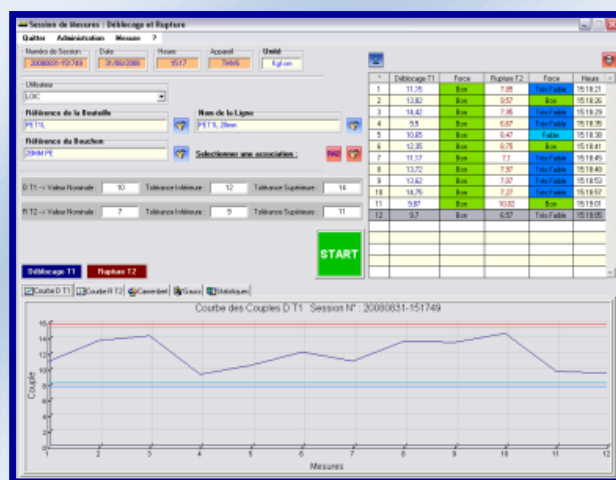 Session de Mesures : Déblocage et Rupture
Quitter Administration Mesure ?
Numéro de Session Date Heure Appareil Unité
20080831-151749 31/08/2008 15:17 Kgf.cm
Utilisateur
LOIC
Référence de la Bouteille Nom de la Ligne
PET1L PET1L 28mm
Référence du Bouchon
28MM PE Selectionner une association : RAZ
D T1 --> Valeur Nominale : 10 Tolérance Inférieure : 12 Tolérance Supérieure : 14
R T2 --> Valeur Nominale : 7 Tolérance Inférieure : 9 Tolérance Supérieure : 11
START
Déblocage T1 Rupture T2
* Déblocage T1 Force Rupture T2 Force Heure
1 11,15 Bon 7,85 Très Faible 15:18:21
2 13,82 Bon 9,57 Bon 15:18:26
3 14,42 Bon 7,95 Très Faible 15:18:29
4 9,5 Bon 6,67 Très Faible 15:18:35
5 10,65 Bon 8,47 Faible 15:18:38
6 12,35 Bon 8,75 Bon 15:18:41
7 11,17 Bon 7,1 Très Faible 15:18:45
8 13,72 Bon 7,97 Très Faible 15:18:48
9 13,62 Bon 7,87 Très Faible 15:18:53
10 14,75 Bon 7,27 Très Faible 15:18:57
11 9,87 Bon 10,02 Bon 15:19:01
12 9,7 Bon 6,57 Très Faible 15:19:05
Courbe D T1 Courbe R T2 Camembert Gauss Statistiques
Courbe des Couples D T1 Session N° : 20080831-151749
Couple
16
14
12
10
8
6
4
2
0
1 2 3 4 5 6 7 8 9 10 11 12
Mesures